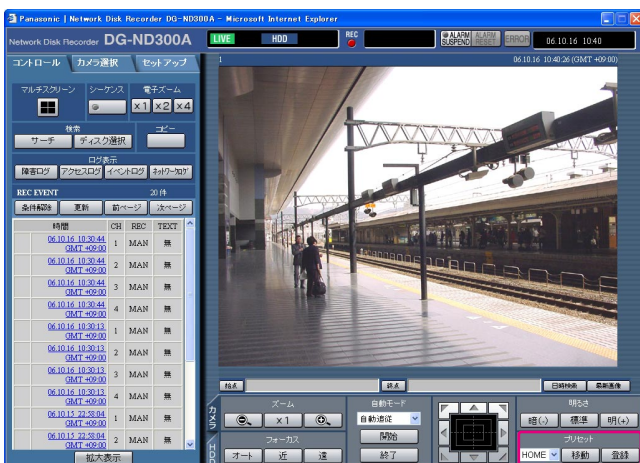 Panasonic | Network Disk Recorder DG-ND300A - Microsoft Internet Explorer
Network Disk Recorder DG-ND300A
LIVE HDD REC ALARM SUSPEND ALARM RESET ERROR 06.10.16 10:40
コントロール カメラ選択 セットアップ
1 06.10.16 10:40:26 (GMT +09:00)
マルチスクリーン シーケンス 電子ズーム
×1 ×2 ×4
検索 コピー
サーチ ディスク選択
ログ表示
障害ログ アクセスログ イベントログ ネットワークログ
REC EVENT 20件
条件解除 更新 前ページ 次ページ
時間 CH REC TEXT
06.10.16 10:30:44
GMT +09:00 1 MAN 無
06.10.16 10:30:44
GMT +09:00 2 MAN 無
06.10.16 10:30:44
GMT +09:00 3 MAN 無
06.10.16 10:30:44
GMT +09:00 4 MAN 無
06.10.16 10:30:13
GMT +09:00 1 MAN 無
06.10.16 10:30:13
GMT +09:00 2 MAN 無
06.10.16 10:30:13
GMT +09:00 3 MAN 無
06.10.16 10:30:13
GMT +09:00 4 MAN 無
06.10.15 22:58:04
GMT +09:00 1 MAN 無
06.10.15 22:58:04
GMT +09:00 2 MAN 無
拡大表示
始点 終点 日時検索 最新画像
カメラ
HDD
ズーム 自動モード 明るさ
×1 自動追従 暗(-) 標準 明(+)
フォーカス 開始 プリセット
オート 近 遠 終了 HOME 移動 登録